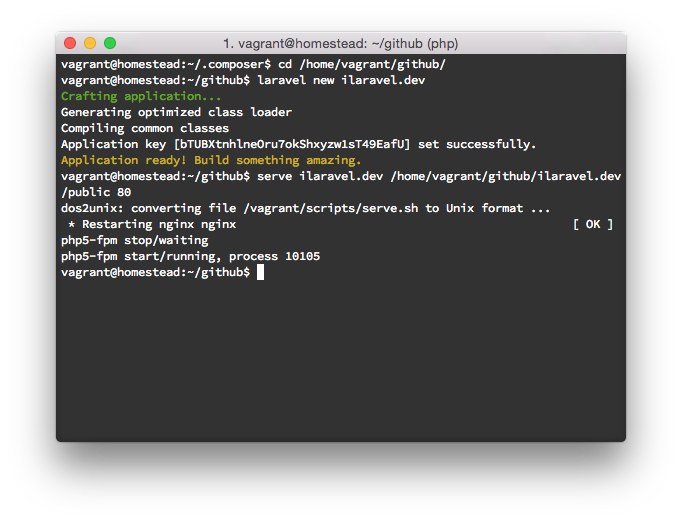 1. vagrant@homestead: ~/github (php)
vagrant@homestead:~/.composer$ cd /home/vagrant/github/
vagrant@homestead:~/github$ laravel new ilaravel.dev
Crafting application...
Generating optimized class loader
Compiling common classes
Application key [bTUBXtnhlneOru7okShxyzw1sT49EafU] set successfully.
Application ready! Build something amazing.
vagrant@homestead:~/github$ serve ilaravel.dev /home/vagrant/github/ilaravel.dev
/public 80
dos2unix: converting file /vagrant/scripts/serve.sh to Unix format ...
 * Restarting nginx nginx [ OK ]
php5-fpm stop/waiting
php5-fpm start/running, process 10105
vagrant@homestead:~/github$